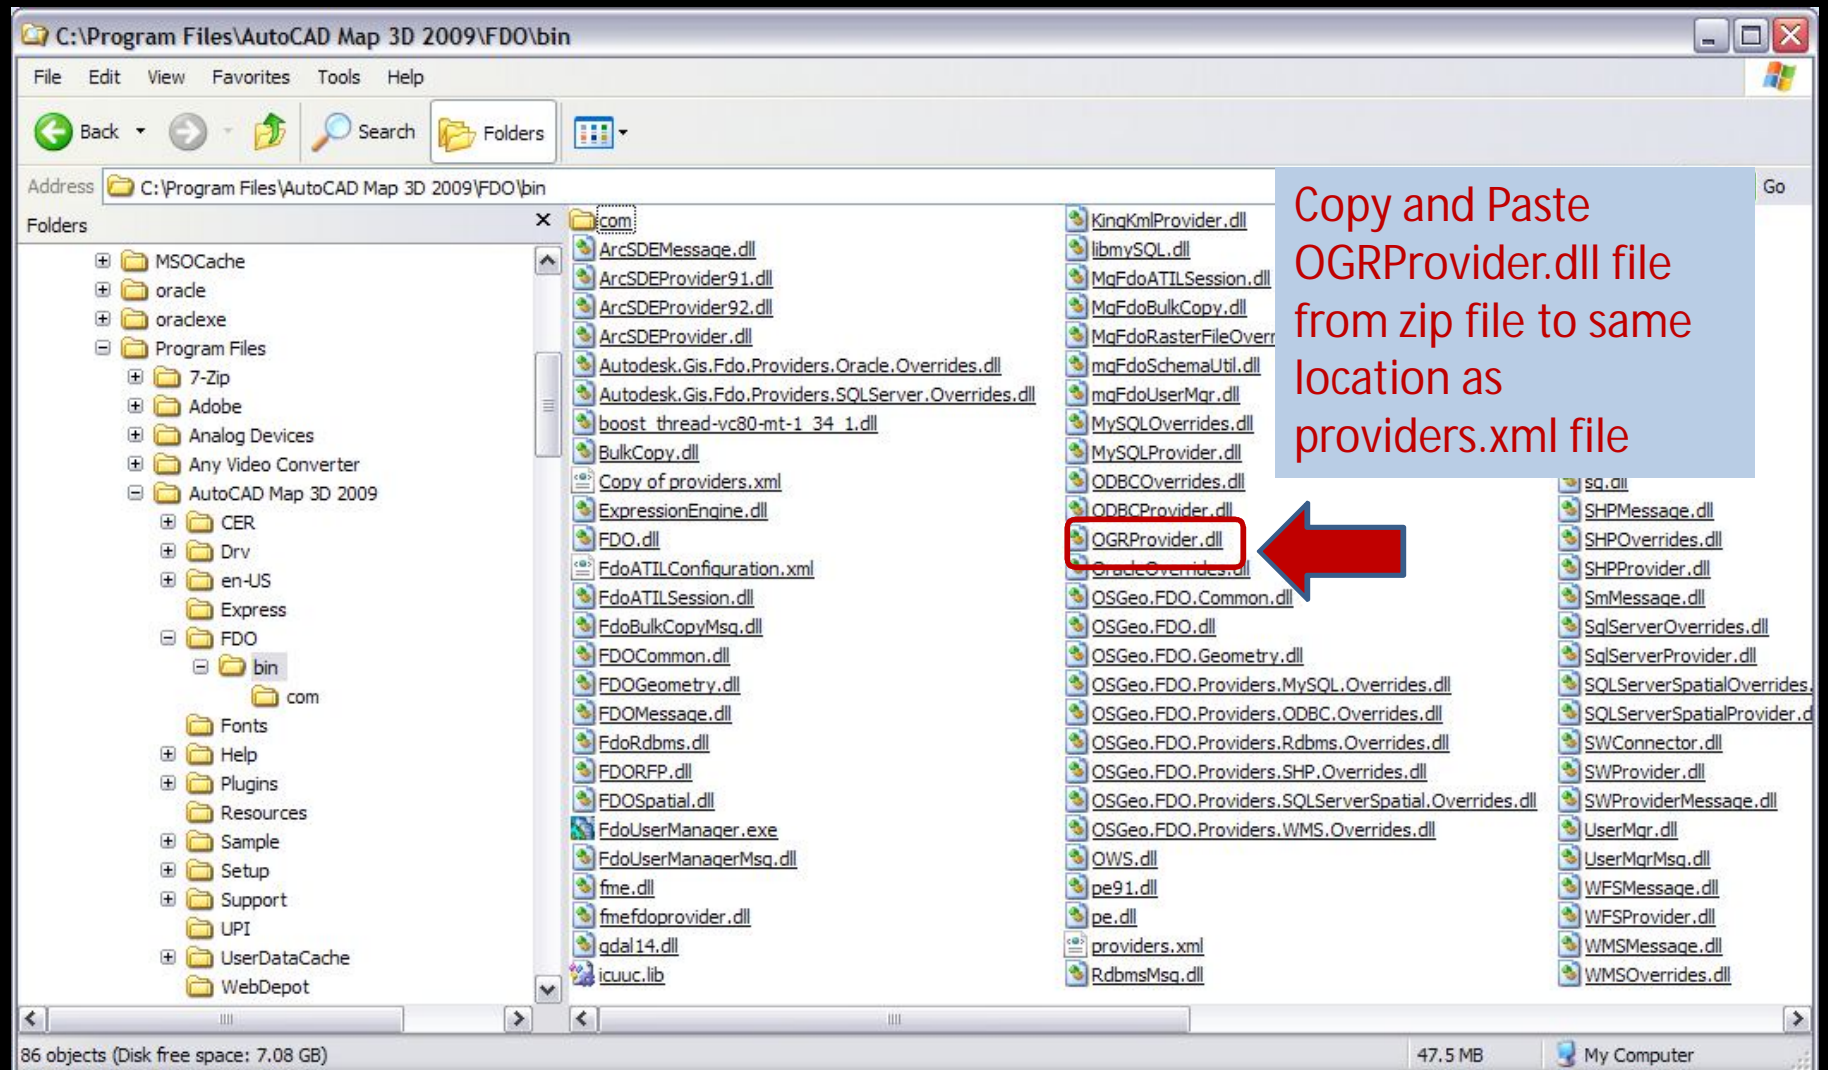 C:\Program Files\AutoCAD Map 3D 2009\FDO\bin
File Edit View Favorites Tools Help
Back Search Folders
Address C:\Program Files\AutoCAD Map 3D 2009\FDO\bin Go
Folders
MSOCache
oracle
oraclexe
Program Files
7-Zip
Adobe
Analog Devices
Any Video Converter
AutoCAD Map 3D 2009
CER
Drv
en-US
Express
FDO
bin
com
Fonts
Help
Plugins
Resources
Sample
Setup
Support
UPI
UserDataCache
WebDepot
com
ArcSDEMessage.dll
ArcSDEProvider91.dll
ArcSDEProvider92.dll
ArcSDEProvider.dll
Autodesk.Gis.Fdo.Providers.Oracle.Overrides.dll
Autodesk.Gis.Fdo.Providers.SQLServer.Overrides.dll
boost_thread-vc80-mt-1_34_1.dll
BulkCopy.dll
Copy of providers.xml
ExpressionEngine.dll
FDO.dll
FdoATILConfiguration.xml
FdoATILSession.dll
FdoBulkCopyMsg.dll
FDOCommon.dll
FDOGeometry.dll
FDOMessage.dll
FdoRdbms.dll
FDORFP.dll
FDOSpatial.dll
FdoUserManager.exe
FdoUserManagerMsg.dll
fme.dll
fmefdoprovider.dll
gdal14.dll
icuuc.lib
KingKmlProvider.dll
libmySQL.dll
MgFdoATILSession.dll
MgFdoBulkCopy.dll
MgFdoRasterFileOverr
mgFdoSchemaUtil.dll
mgFdoUserMgr.dll
MySQLOverrides.dll
MySQLProvider.dll
ODBCOverrides.dll
ODBCProvider.dll
OGRProvider.dll
OracleOverrides.dll
OSGeo.FDO.Common.dll
OSGeo.FDO.dll
OSGeo.FDO.Geometry.dll
OSGeo.FDO.Providers.MySQL.Overrides.dll
OSGeo.FDO.Providers.ODBC.Overrides.dll
OSGeo.FDO.Providers.Rdbms.Overrides.dll
OSGeo.FDO.Providers.SHP.Overrides.dll
OSGeo.FDO.Providers.SQLServerSpatial.Overrides.dll
OSGeo.FDO.Providers.WMS.Overrides.dll
OWS.dll
pe91.dll
pe.dll
providers.xml
RdbmsMsg.dll
Copy and Paste
OGRProvider.dll file
from zip file to same
location as
providers.xml file
sg.dll
SHPMessage.dll
SHPOverrides.dll
SHPProvider.dll
SmMessage.dll
SqlServerOverrides.dll
SqlServerProvider.dll
SQLServerSpatialOverrides.
SQLServerSpatialProvider.d
SWConnector.dll
SWProvider.dll
SWProviderMessage.dll
UserMgr.dll
UserMgrMsg.dll
WFSMessage.dll
WFSProvider.dll
WMSMessage.dll
WMSOverrides.dll
86 objects (Disk free space: 7.08 GB) 47.5 MB My Computer